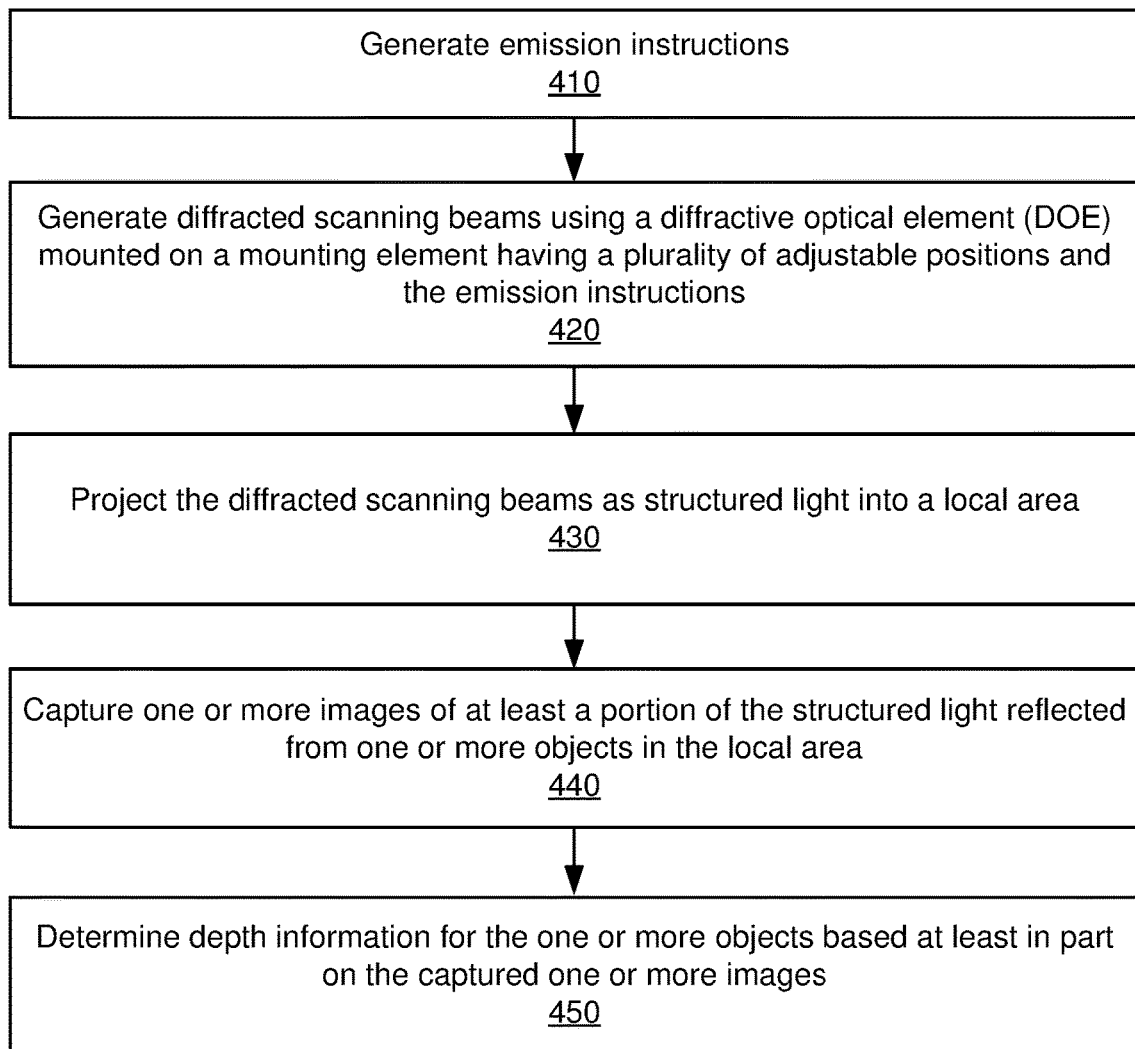 Generate emission instructions
410
Generate diffracted scanning beams using a diffractive optical element (DOE)
mounted on a mounting element having a plurality of adjustable positions and
the emission instructions
420
Project the diffracted scanning beams as structured light into a local area
430
Capture one or more images of at least a portion of the structured light reflected
from one or more objects in the local area
440
Determine depth information for the one or more objects based at least in part
on the captured one or more images
450